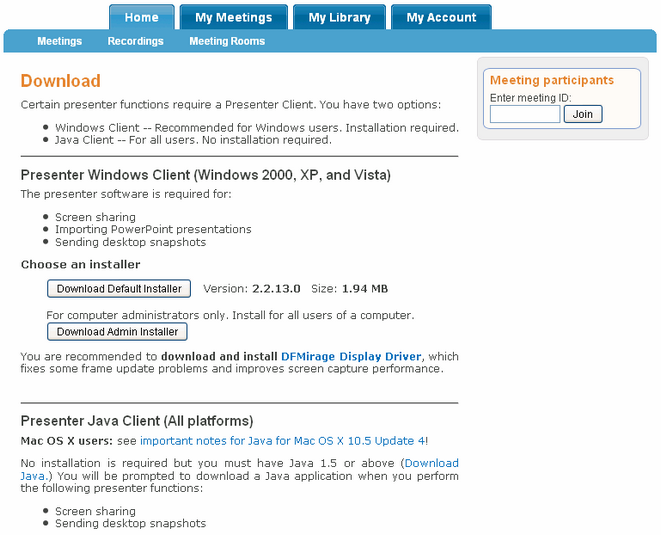 Home
My Meetings
My Library
My Account
Meetings
Recordings
Meeting Rooms
Download
Certain presenter functions require a Presenter Client. You have two options:
Windows Client -- Recommended for Windows users. Installation required.
Java Client -- For all users. No installation required.
Presenter Windows Client (Windows 2000, XP, and Vista)
The presenter software is required for:
Screen sharing
Importing PowerPoint presentations
Sending desktop snapshots
Choose an installer
Download Default Installer Version: 2.2.13.0 Size: 1.94 MB
For computer administrators only. Install for all users of a computer.
Download Admin Installer
You are recommended to download and install DFMirage Display Driver, which
fixes some frame update problems and improves screen capture performance.
Presenter Java Client (All platforms)
Mac OS X users: see important notes for Java for Mac OS X 10.5 Update 4!
No installation is required but you must have Java 1.5 or above (Download
Java.) You will be prompted to download a Java application when you perform
the following presenter functions:
Screen sharing
Sending desktop snapshots
Meeting participants
Enter meeting ID:
Join